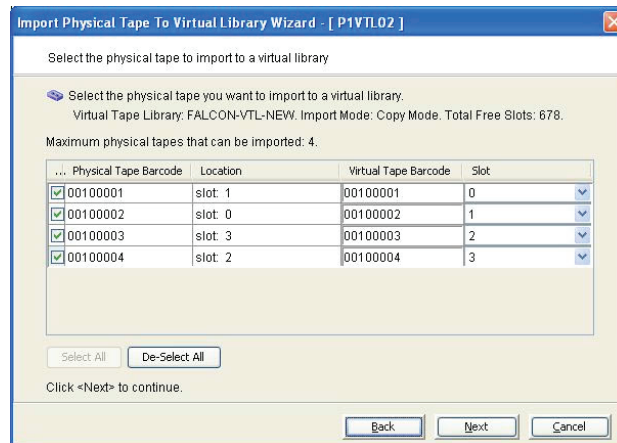 Import Physical Tape To Virtual Library Wizard - [ P1VTL02 ]
Select the physical tape to import to a virtual library
Select the physical tape you want to import to a virtual library.
Virtual Tape Library: FALCON-VTL-NEW. Import Mode: Copy Mode. Total Free Slots: 678.
Maximum physical tapes that can be imported: 4.
... Physical Tape Barcode Location Virtual Tape Barcode Slot
00100001 slot: 1 00100001 0
00100002 slot: 0 00100002 1
00100003 slot: 3 00100003 2
00100004 slot: 2 00100004 3
Select All De-Select All
Click <Next> to continue.
Back Next Cancel